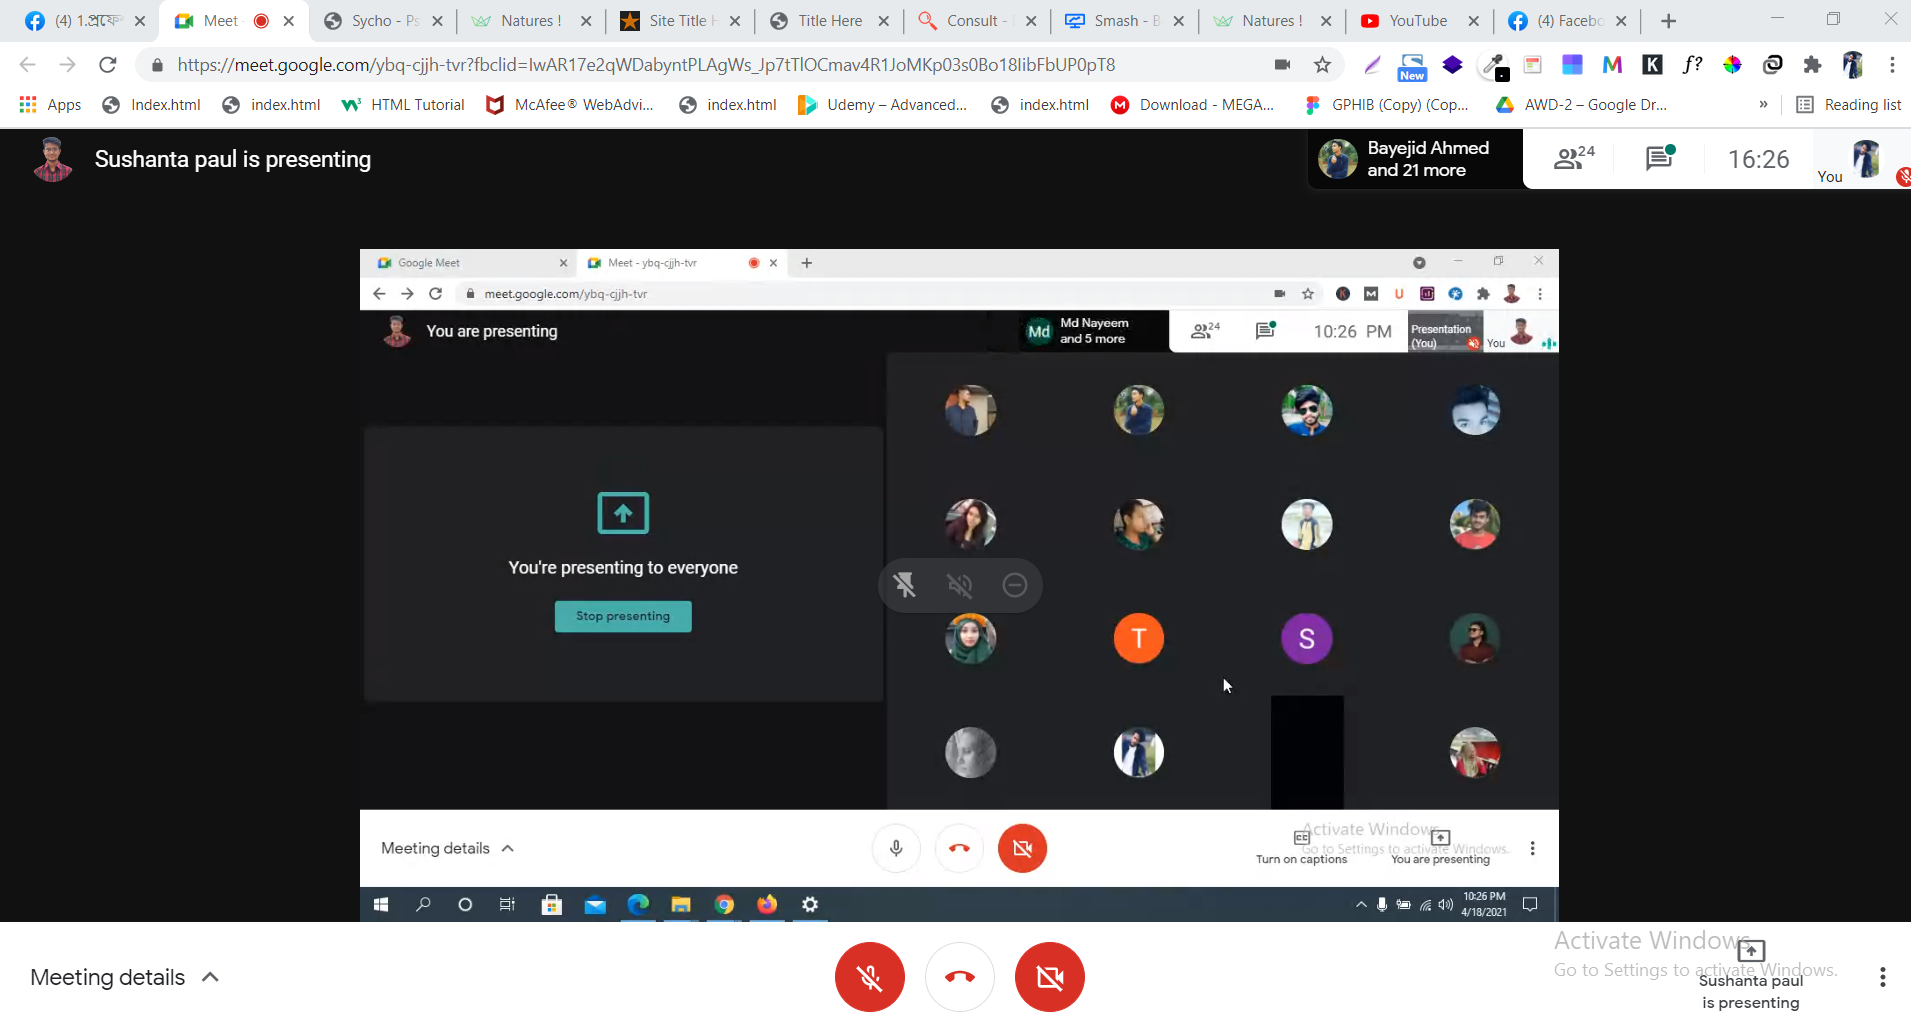 (4) 1.প্রফে
Meet
Sycho - Ps
Natures !
Site Title H
Title Here
Consult -
Smash - B
Natures !
YouTube
(4) Facebo
https://meet.google.com/ybq-cjjh-tvr?fbclid=IwAR17e2qWDabyntPLAgWs_Jp7tTlOCmav4R1JoMKp03s0Bo18IibFbUP0pT8
New
f?
Apps
Index.html
index.html
HTML Tutorial
McAfee® WebAdvi...
index.html
Udemy – Advanced...
index.html
Download - MEGA...
GPHIB (Copy) (Cop...
AWD-2 – Google Dr...
»
Reading list
Sushanta paul is presenting
Bayejid Ahmed
and 21 more
24
16:26
You
Google Meet
Meet - ybq-cjjh-tvr
meet.google.com/ybq-cjjh-tvr
You are presenting
Md
Md Nayeem
and 5 more
24
10:26 PM
Presentation
(You)
You
You're presenting to everyone
Stop presenting
T
S
Meeting details
Turn on captions
You are presenting
Activate Windows
Go to Settings to activate Windows.
10:26 PM
4/18/2021
Meeting details
Activate Windows
Go to Settings to activate Windows.
Sushanta paul
is presenting